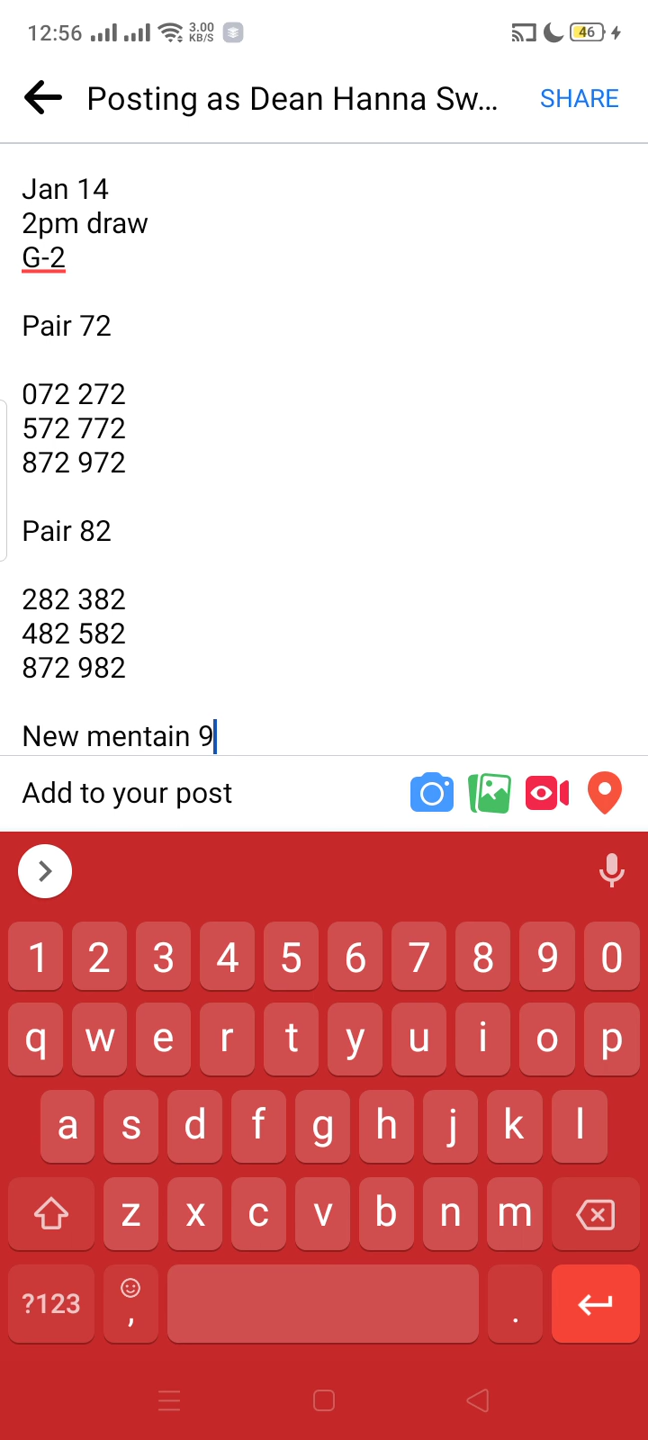 12:56
3.00
KB/S
46
Posting as Dean Hanna Sw...
SHARE
Jan 14
2pm draw
G-2
Pair 72
072 272
572 772
872 972
Pair 82
282 382
482 582
872 982
New mentain 9
Add to your post
1 2 3 4 5 6 7 8 9 0
q w e r t y u i o p
a s d f g h j k l
z x c v b n m
?123 , .